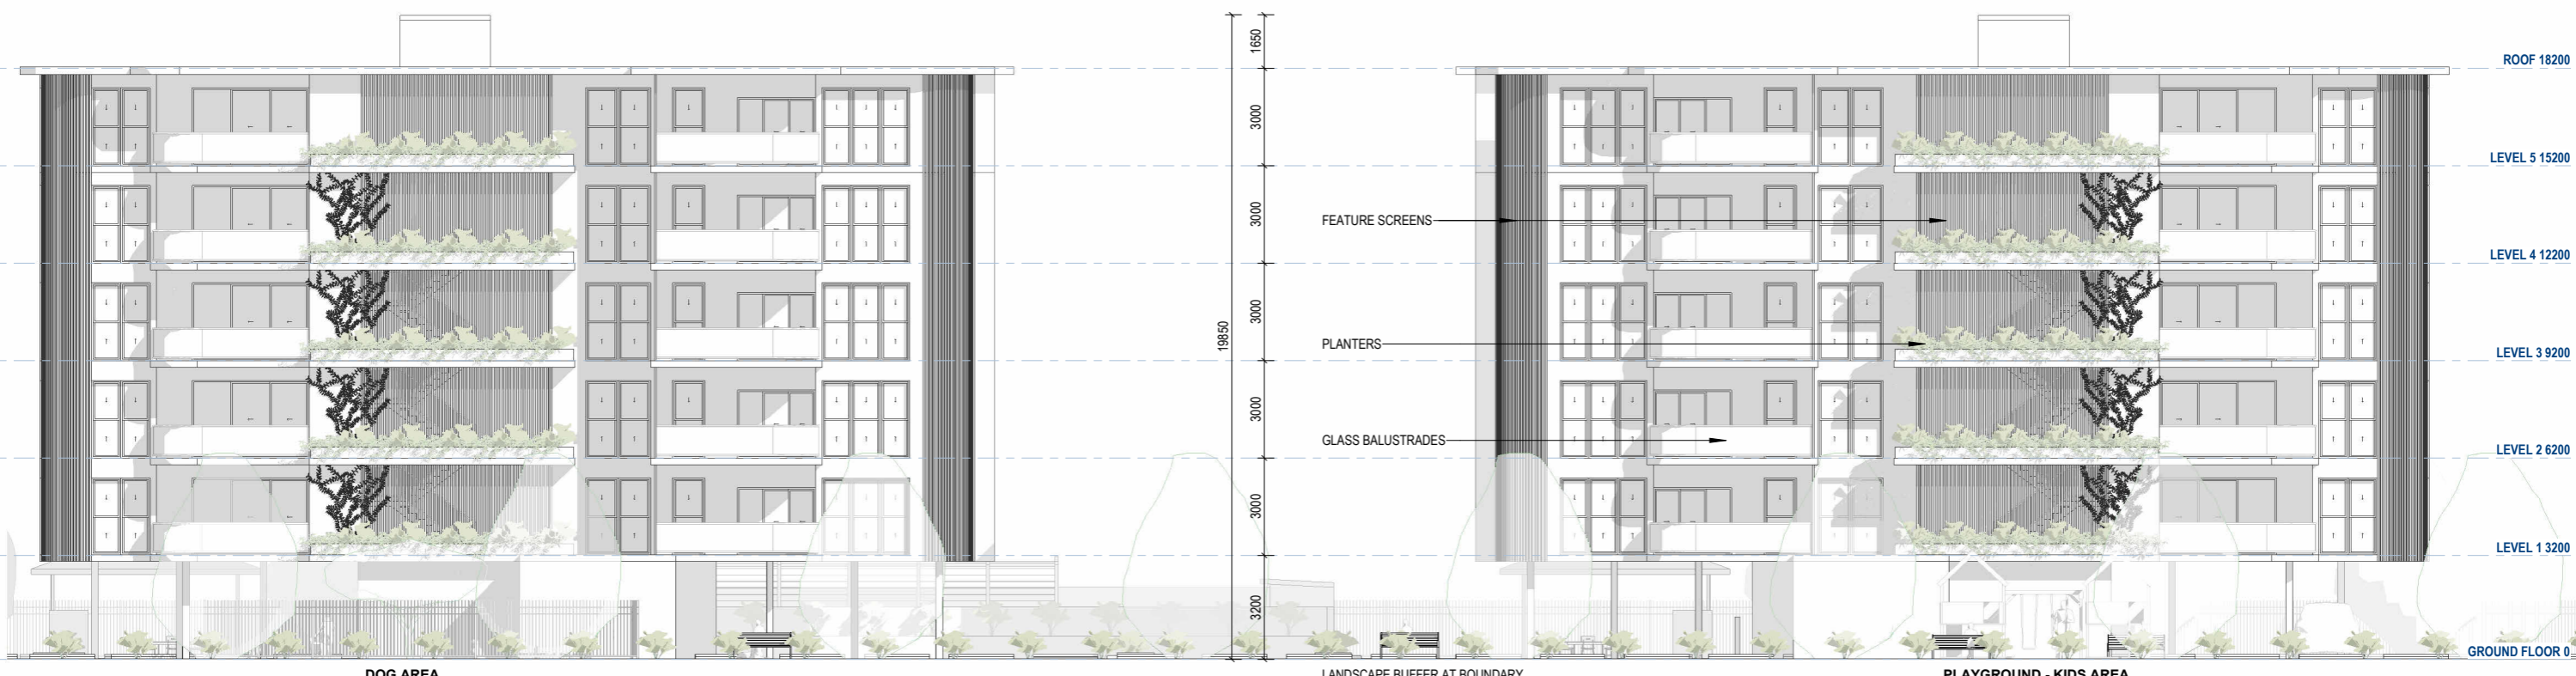 1650
ROOF 18200
3000
LEVEL 5 15200
FEATURE SCREENS
3000
LEVEL 4 12200
3000
19850
PLANTERS
LEVEL 3 9200
3000
GLASS BALUSTRADES
LEVEL 2 6200
3000
LEVEL 1 3200
3200
GROUND FLOOR 0
DOG AREA
LANDSCAPE BUFFER AT BOUNDARY
PLAYGROUND - KIDS AREA